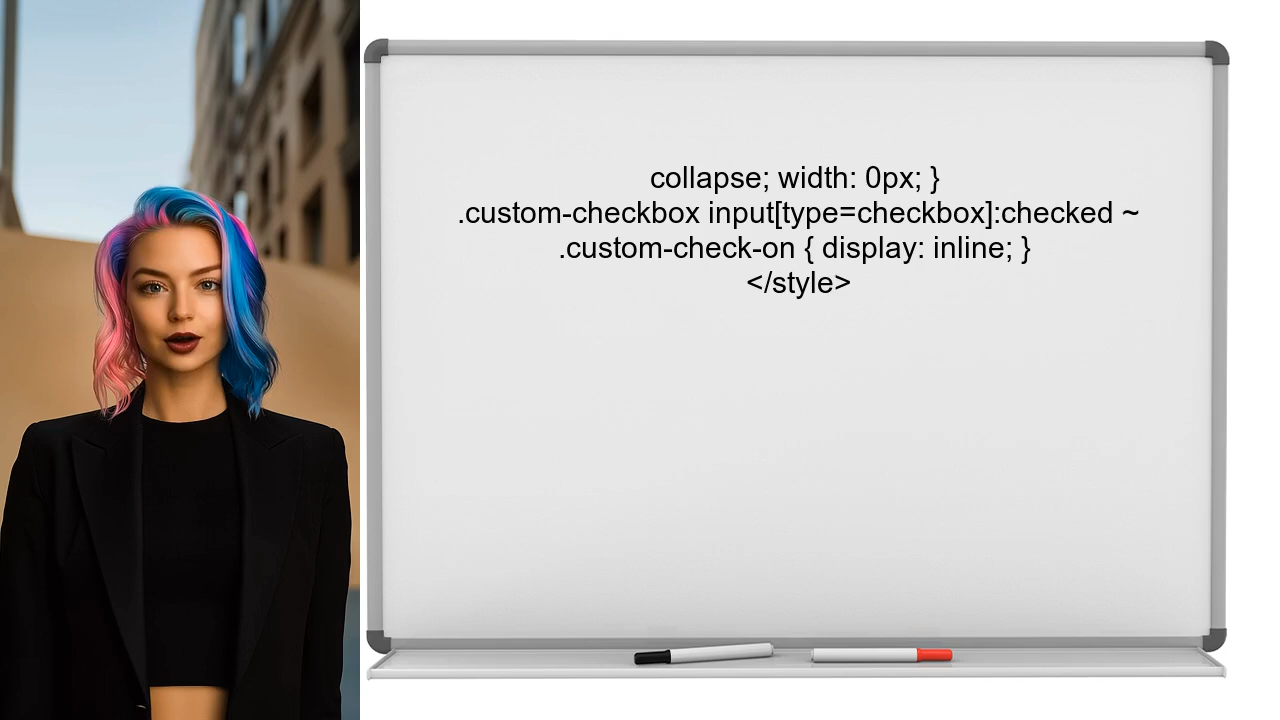 collapse; width: 0px; }
.custom-checkbox input[type=checkbox]:checked ~
.custom-check-on { display: inline; }
</style>